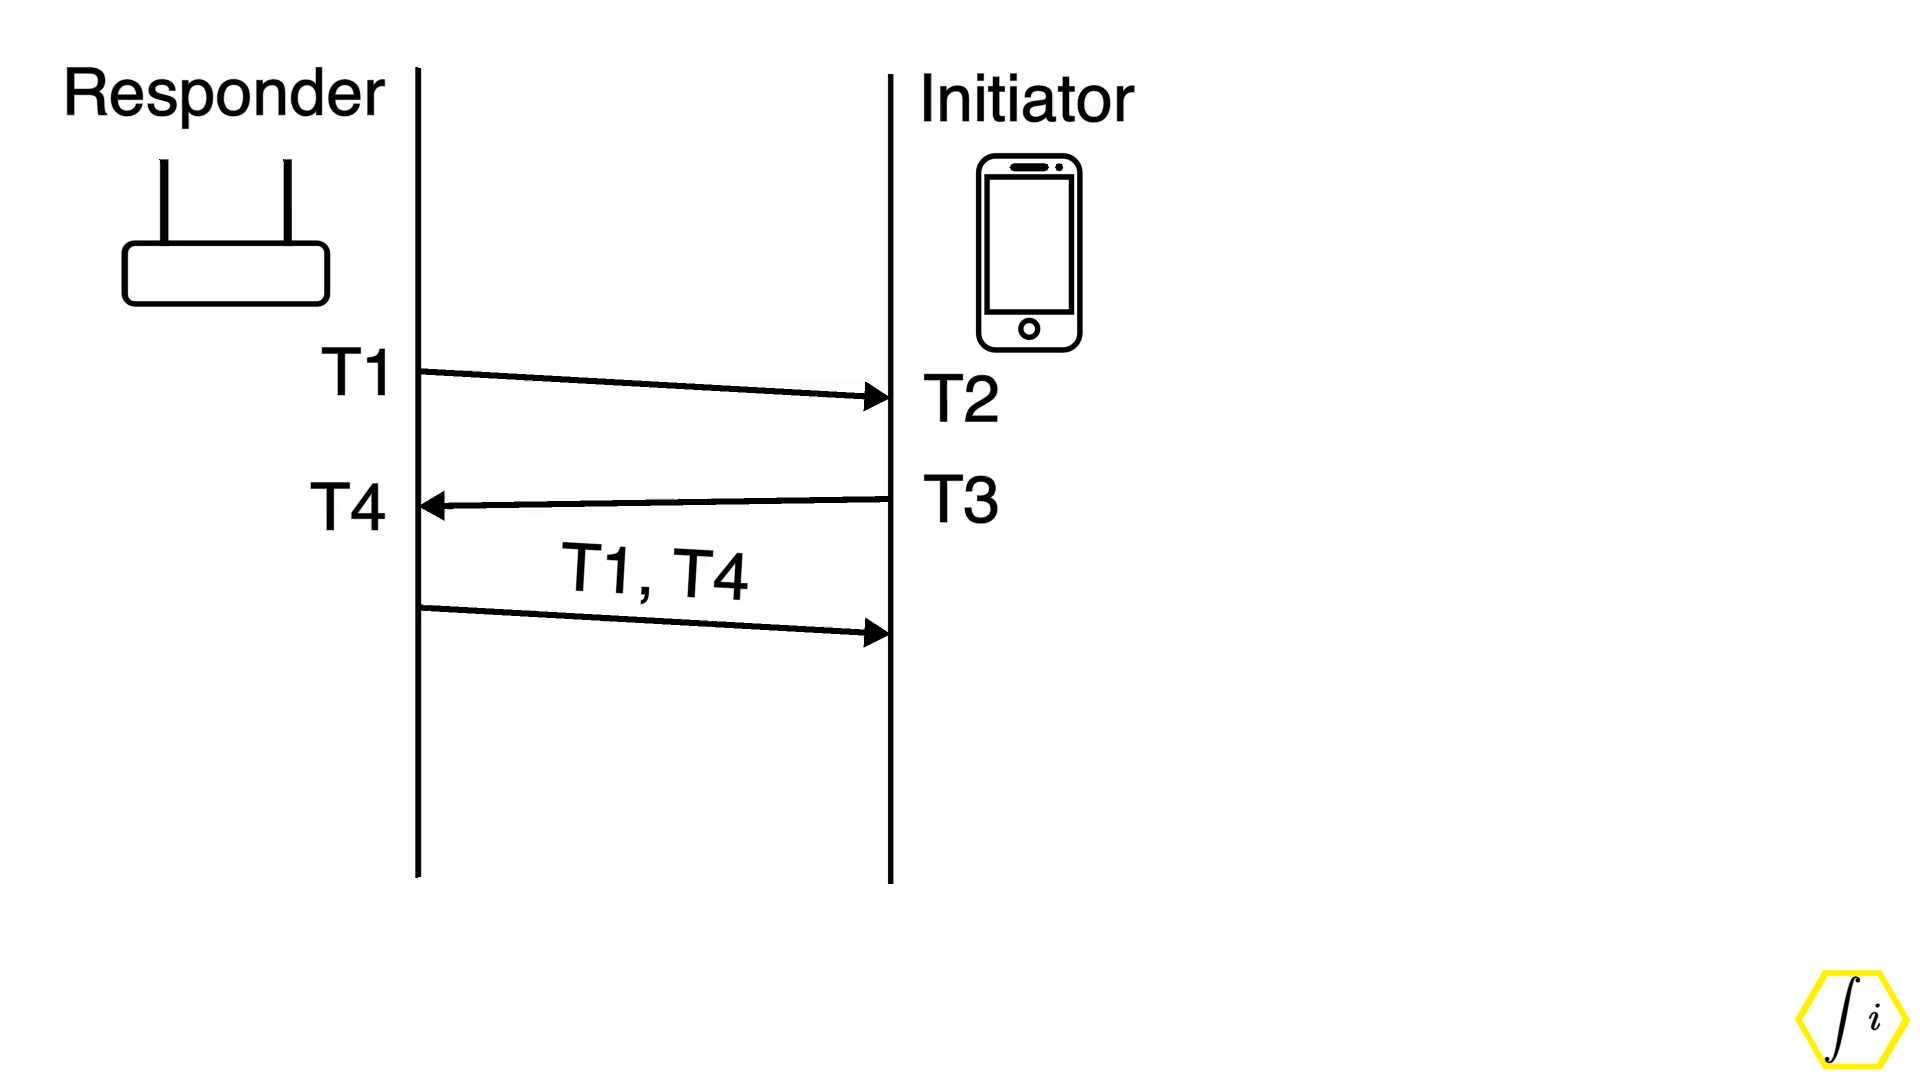 Responder
Initiator
T1
T2
T4
T3
T1, T4
∫ i